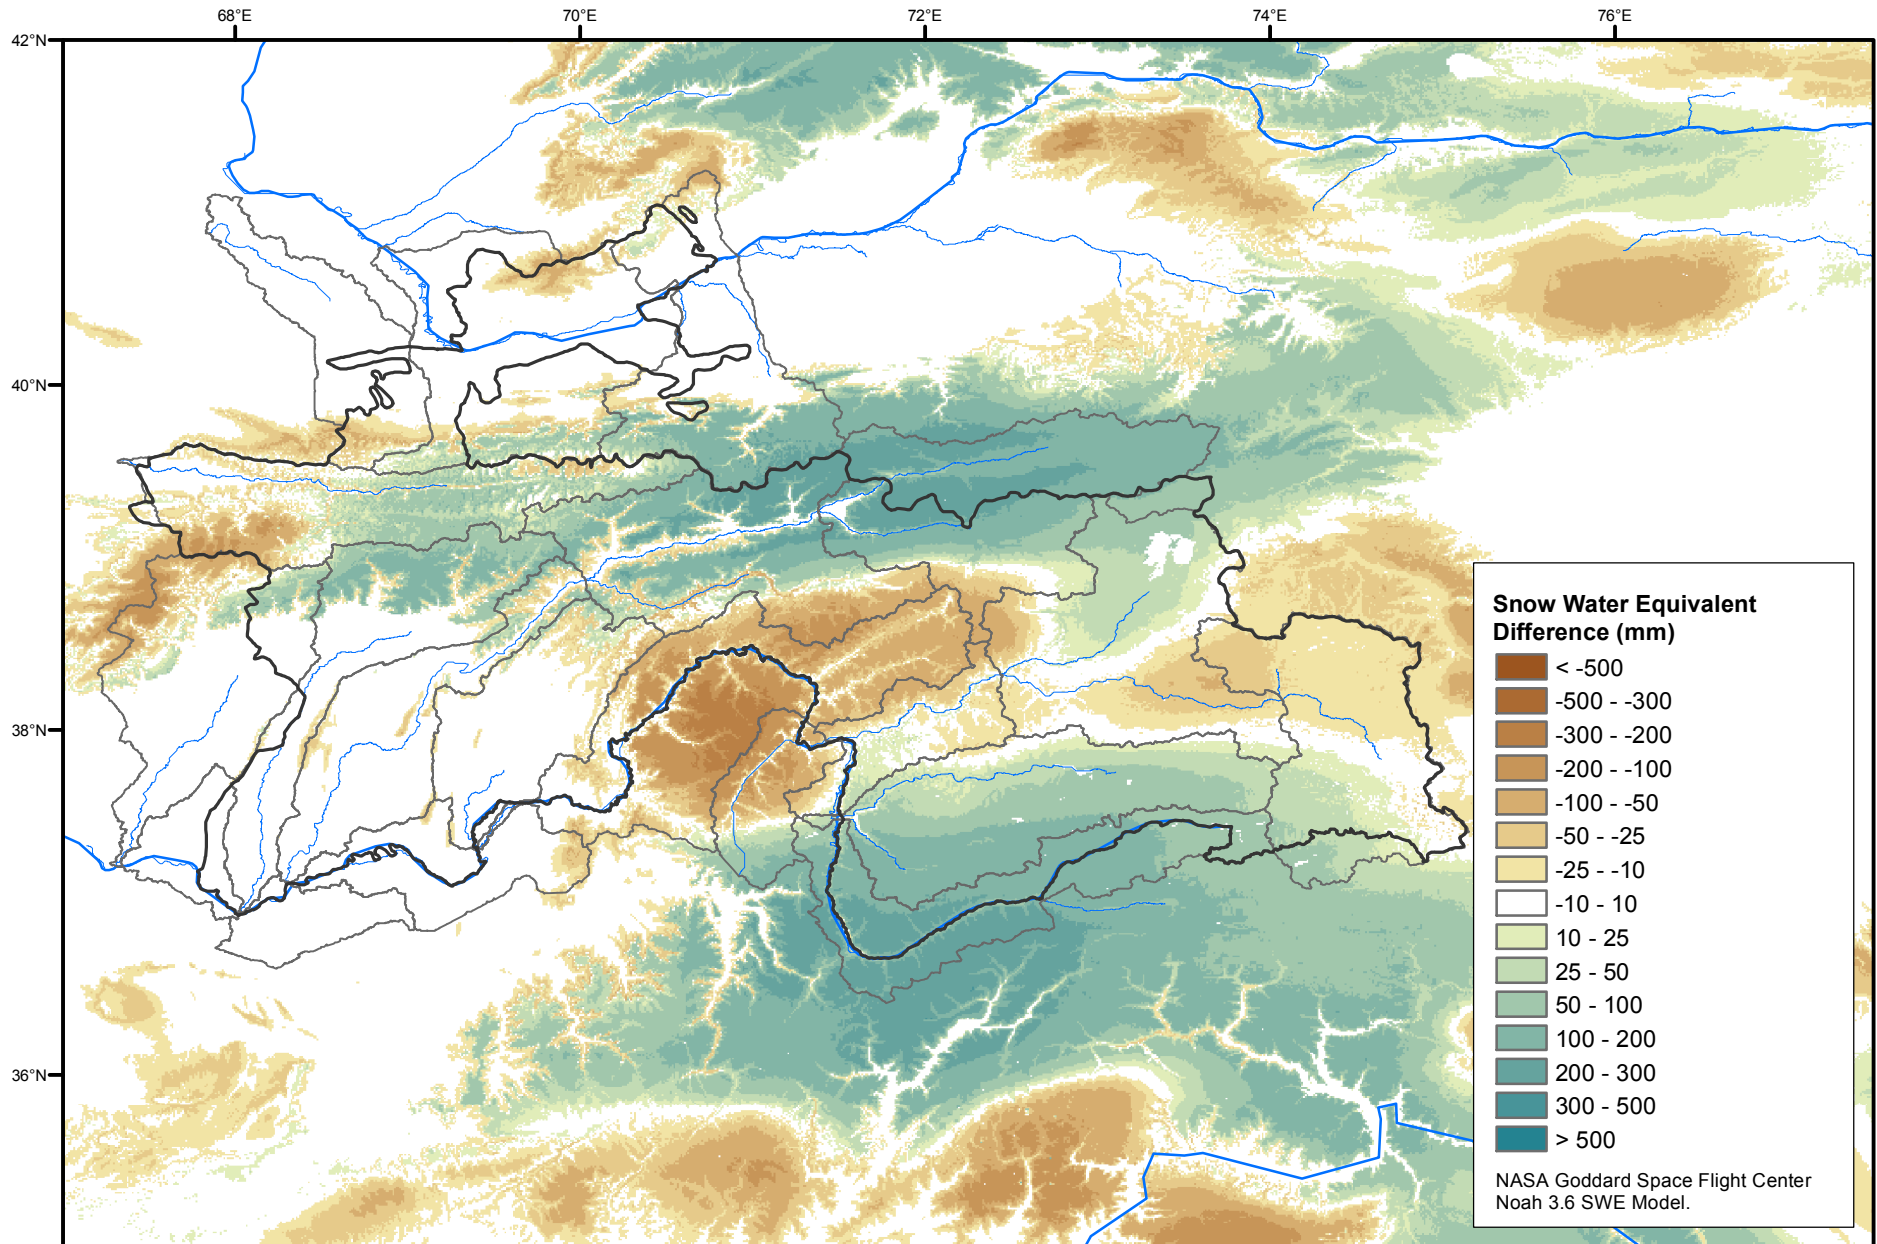 68°E
70°E
72°E
74°E
76°E
42°N
40°N
38°N
36°N
Snow Water Equivalent
Difference (mm)
< -500
-500 - -300
-300 - -200
-200 - -100
-100 - -50
-50 - -25
-25 - -10
-10 - 10
10 - 25
25 - 50
50 - 100
100 - 200
200 - 300
300 - 500
> 500
NASA Goddard Space Flight Center
Noah 3.6 SWE Model.